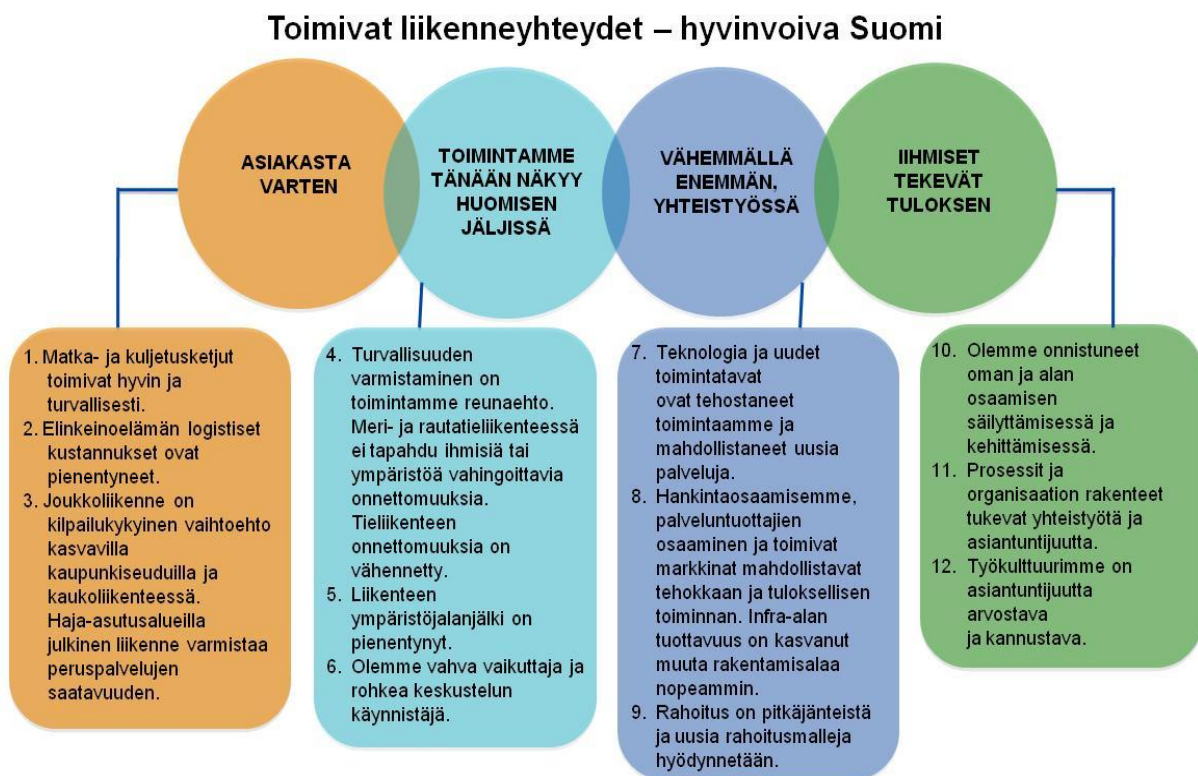 Toimivat liikenneyhteydet – hyvinvoiva Suomi
ASIAKASTA
VARTEN
TOIMINTAMME
TÄNÄÄN NÄKYY
HUOMISEN
JÄLJISSÄ
VÄHEMMÄLLÄ
ENEMMÄN,
YHTEISTYÖSSÄ
IIHMISET
TEKEVÄT
TULOKSEN
1. Matka- ja kuljetusketjut
toimivat hyvin ja
turvallisesti.
2. Elinkeinoelämän logistiset
kustannukset ovat
pienentyneet.
3. Joukkoliikenne on
kilpailukykyinen vaihtoehto
kasvavilla
kaupunkiseuduilla ja
kaukoliikenteessä.
Haja-asutusalueilla
julkinen liikenne varmistaa
peruspalvelujen
saatavuuden.
4. Turvallisuuden
varmistaminen on
toimintamme reunaehto.
Meri- ja rautatieliikenteessä
ei tapahdu ihmisiä tai
ympäristöä vahingoittavia
onnettomuuksia.
Tieliikenteen
onnettomuuksia on
vähennetty.
5. Liikenteen
ympäristöjalanjälki on
pienentynyt.
6. Olemme vahva vaikuttaja ja
rohkea keskustelun
käynnistäjä.
7. Teknologia ja uudet
toimintatavat
ovat tehostaneet
toimintaamme ja
mahdollistaneet uusia
palveluja.
8. Hankintaosaamisemme,
palveluntuottajien
osaaminen ja toimivat
markkinat mahdollistavat
tehokkaan ja tuloksellisen
toiminnan. Infra-alan
tuottavuus on kasvanut
muuta rakentamisalaa
nopeammin.
9. Rahoitus on pitkäjänteistä
ja uusia rahoitusmalleja
hyödynnetään.
10. Olemme onnistuneet
oman ja alan
osaamisen
säilyttämisessä ja
kehittämisessä.
11. Prosessit ja
organisaation rakenteet
tukevat yhteistyötä ja
asiantuntijuutta.
12. Työkulttuurimme on
asiantuntijuutta
arvostava
ja kannustava.